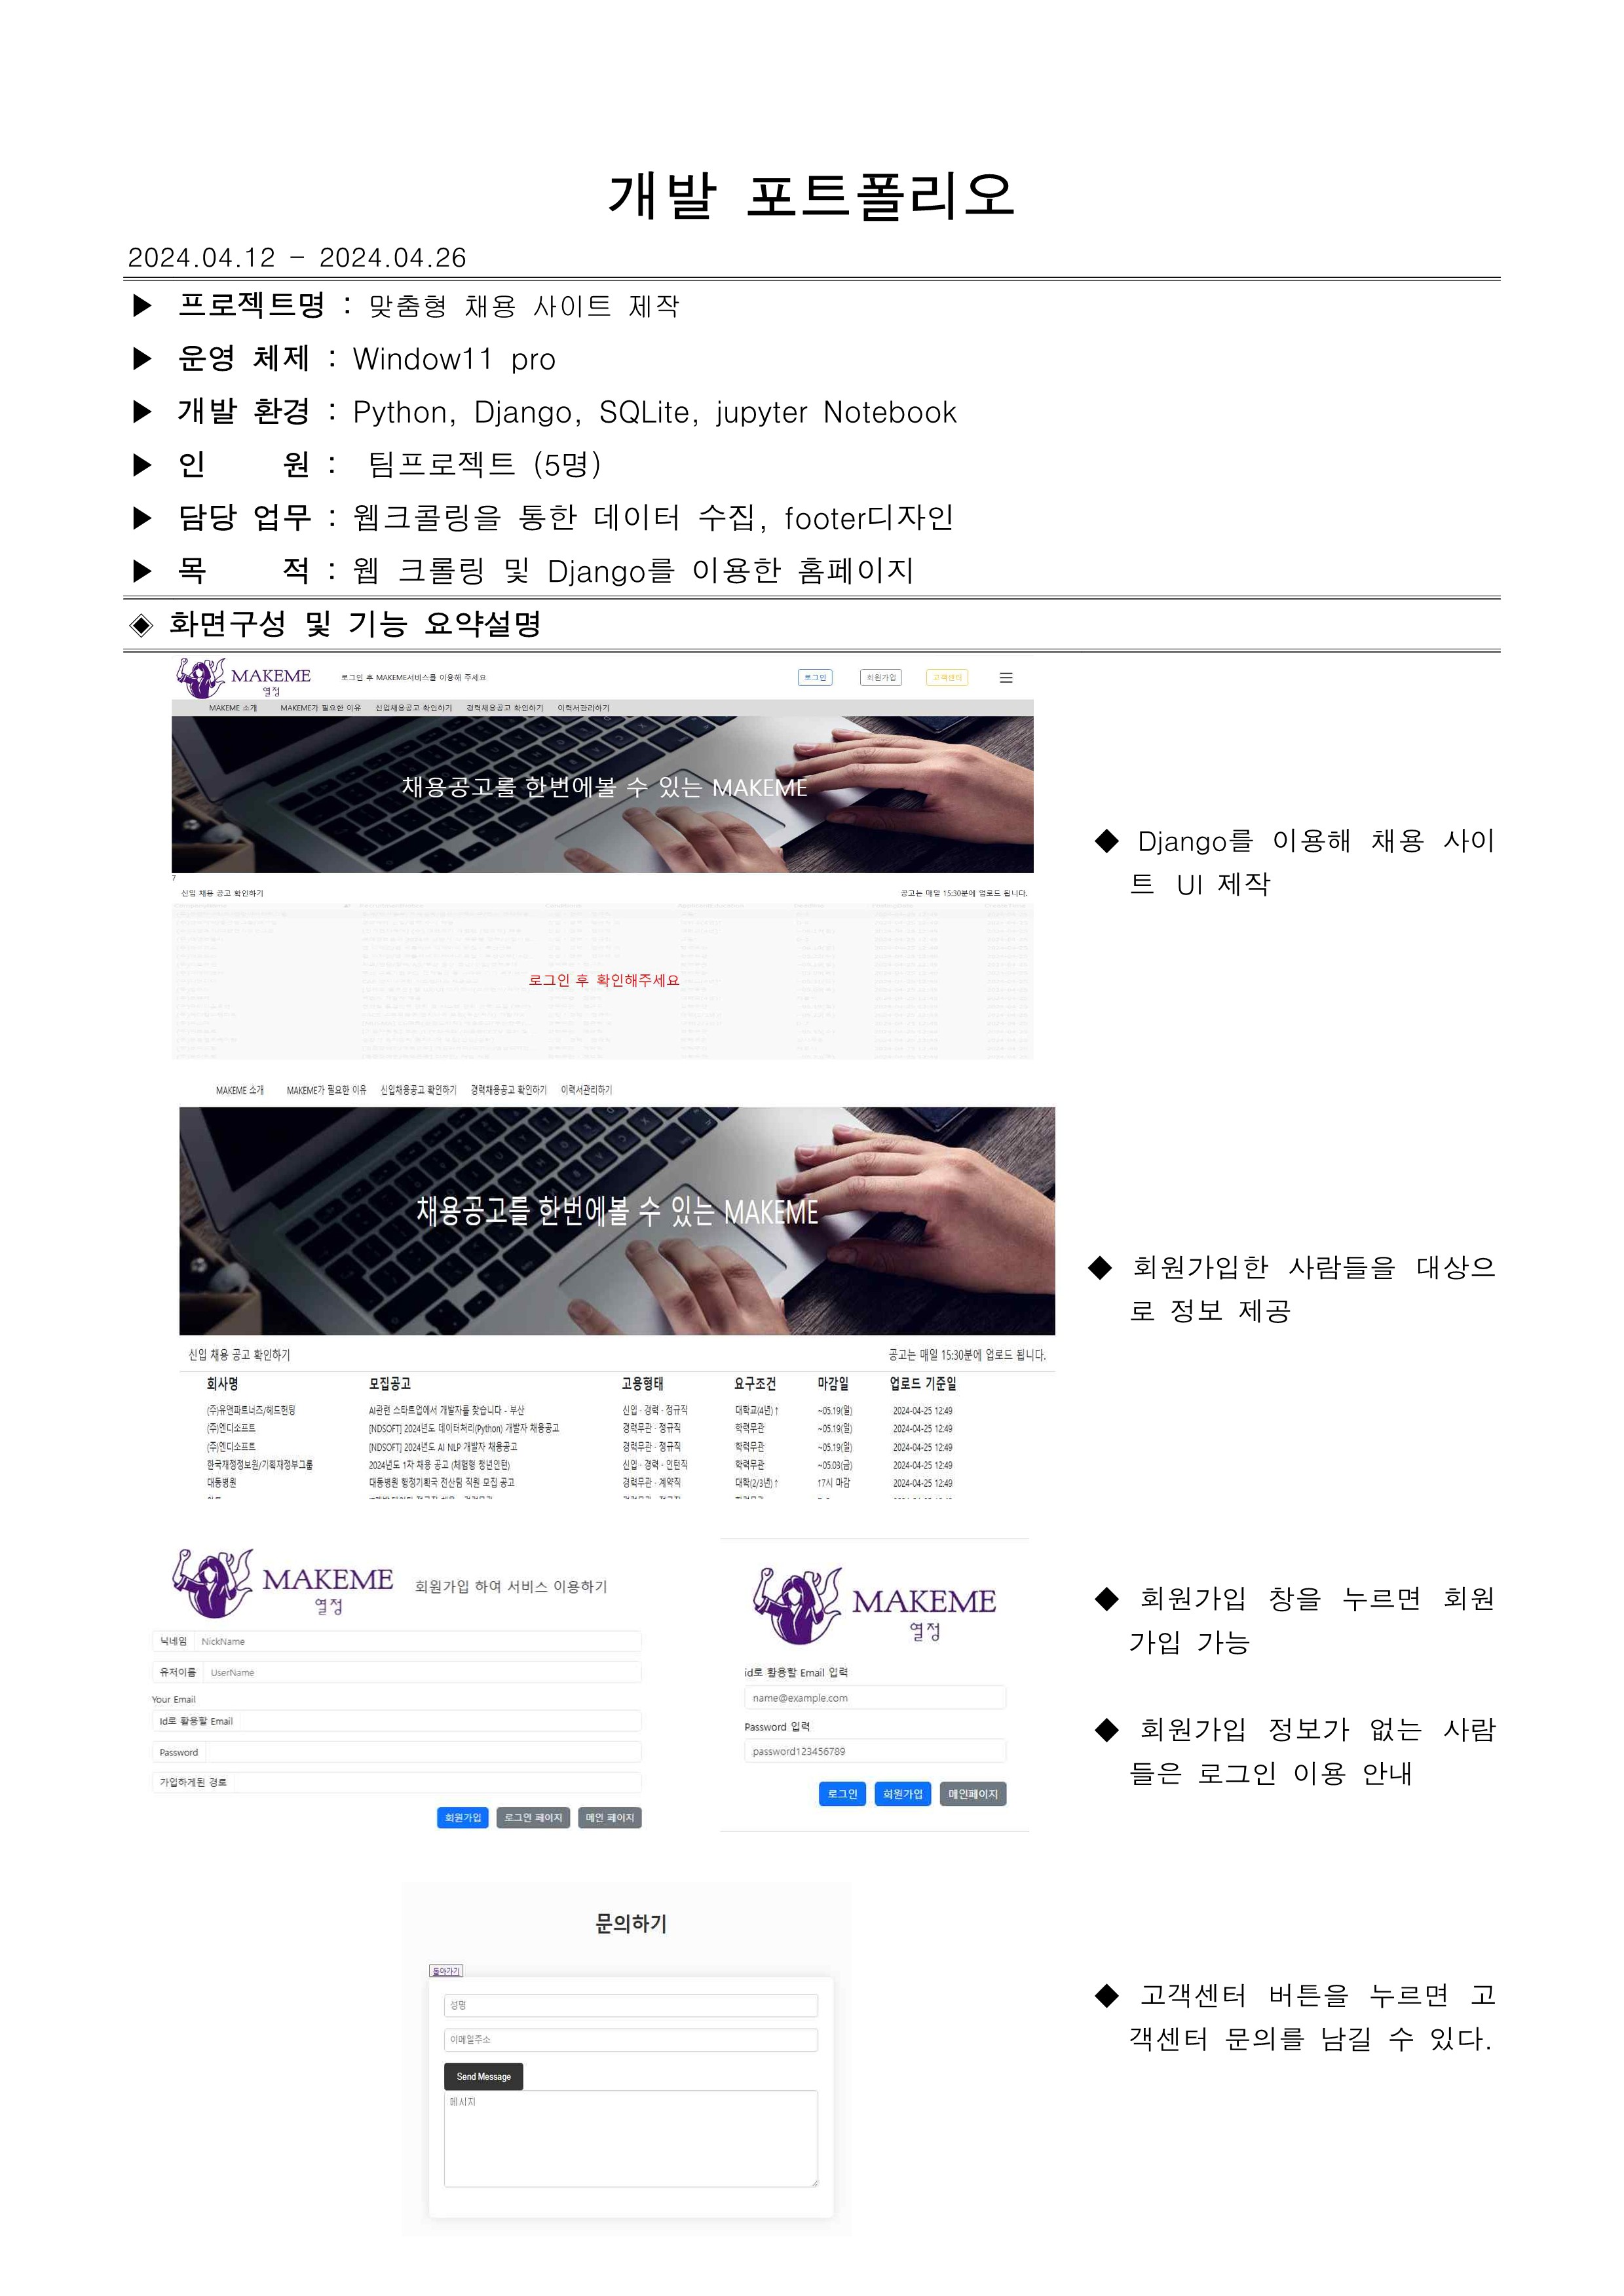 개발 포트폴리오
2024.04.12 - 2024.04.26
▶ 프로젝트명 : 맞춤형 채용 사이트 제작
▶ 운영 체제 : Window11 pro
▶ 개발 환경 : Python, Django, SQLite, jupyter Notebook
▶ 인 원 : 팀프로젝트 (5명)
▶ 담당 업무 : 웹크콜링을 통한 데이터 수집, footer디자인
▶ 목 적 : 웹 크롤링 및 Django를 이용한 홈페이지
◈ 화면구성 및 기능 요약설명
MAKEME
열정
로그인 후 MAKEME서비스를 이용해 주세요
로그인 회원가입 고객센터
MAKEME 소개 MAKEME가 필요한 이유 신입채용공고 확인하기 경력채용공고 확인하기 이력서관리하기
채용공고를 한번에볼 수 있는 MAKEME
7
신입 채용 공고 확인하기 공고는 매일 15:30분에 업로드 됩니다.
로그인 후 확인해주세요
◆ Django를 이용해 채용 사이
트 UI 제작
MAKEME 소개 MAKEME가 필요한 이유 신입채용공고 확인하기 경력채용공고 확인하기 이력서관리하기
채용공고를 한번에볼 수 있는 MAKEME
신입 채용 공고 확인하기 공고는 매일 15:30분에 업로드 됩니다.
회사명 모집공고 고용형태 요구조건 마감일 업로드 기준일
(주)유앤파트너즈/헤드헌팅 AI관련 스타트업에서 개발자를 찾습니다 - 부산 신입 · 경력 · 정규직 대학교(4년)↑ ~05.19(일) 2024-04-25 12:49
(주)엔디소프트 [NDSOFT] 2024년도 데이터처리(Python) 개발자 채용공고 경력무관 · 정규직 학력무관 ~05.19(일) 2024-04-25 12:49
(주)엔디소프트 [NDSOFT] 2024년도 AI NLP 개발자 채용공고 경력무관 · 정규직 학력무관 ~05.19(일) 2024-04-25 12:49
한국재정정보원/기획재정부그룹 2024년도 1차 채용 공고 (체험형 청년인턴) 신입 · 경력 · 인턴직 학력무관 ~05.03(금) 2024-04-25 12:49
대동병원 대동병원 행정기획국 전산팀 직원 모집 공고 경력무관 · 계약직 대학(2/3년)↑ 17시 마감 2024-04-25 12:49
◆ 회원가입한 사람들을 대상으
로 정보 제공
MAKEME
열정
회원가입 하여 서비스 이용하기
닉네임 NickName
유저이름 UserName
Your Email
Id로 활용할 Email
Password
가입하게된 경로
회원가입 로그인 페이지 메인 페이지
MAKEME
열정
id로 활용할 Email 입력
name@example.com
Password 입력
password123456789
로그인 회원가입 메인페이지
◆ 회원가입 창을 누르면 회원
가입 가능
◆ 회원가입 정보가 없는 사람
들은 로그인 이용 안내
문의하기
돌아가기
성명
이메일주소
Send Message
메시지
◆ 고객센터 버튼을 누르면 고
객센터 문의를 남길 수 있다.